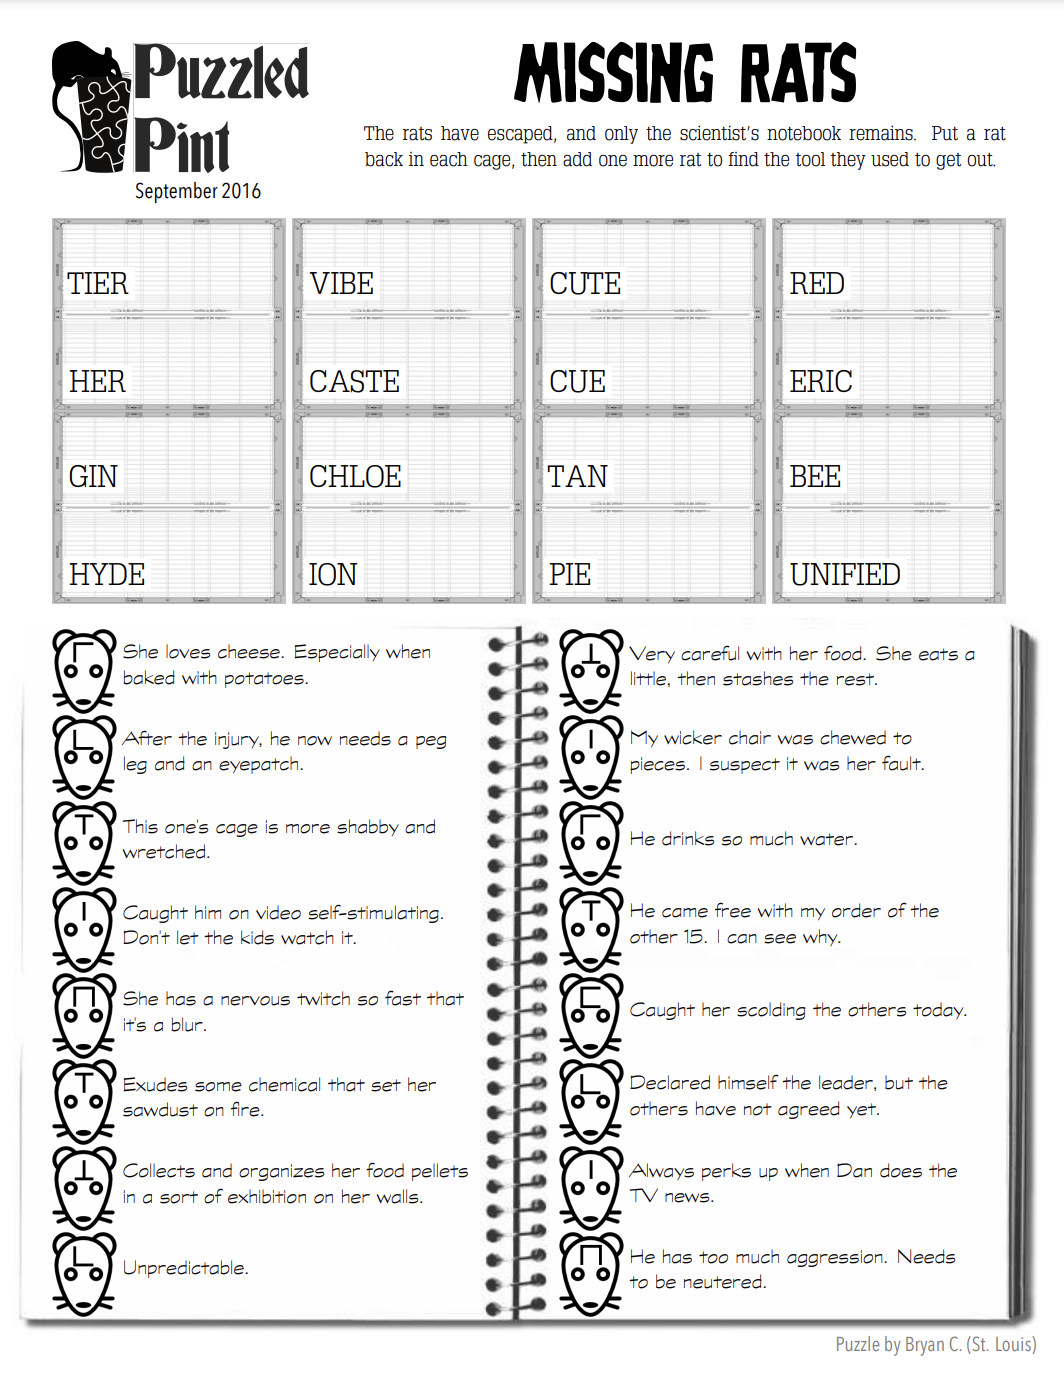 Puzzled
Pint
September 2016
MISSING RATS
The rats have escaped, and only the scientist's notebook remains. Put a rat
back in each cage, then add one more rat to find the tool they used to get out.
TIER VIBE CUTE RED
HER CASTE CUE ERIC
GIN CHLOE TAN BEE
HYDE ION PIE UNIFIED
She loves cheese. Especially when
baked with potatoes.
After the injury, he now needs a peg
leg and an eyepatch.
This one's cage is more shabby and
wretched.
Caught him on video self-stimulating.
Don't let the kids watch it.
She has a nervous twitch so fast that
it's a blur.
Exudes some chemical that set her
sawdust on fire.
Collects and organizes her food pellets
in a sort of exhibition on her walls.
Unpredictable.
Very careful with her food. She eats a
little, then stashes the rest.
My wicker chair was chewed to
pieces. I suspect it was her fault.
He drinks so much water.
He came free with my order of the
other 15. I can see why.
Caught her scolding the others today.
Declared himself the leader, but the
others have not agreed yet.
Always perks up when Dan does the
TV news.
He has too much aggression. Needs
to be neutered.
Puzzle by Bryan C. (St. Louis)